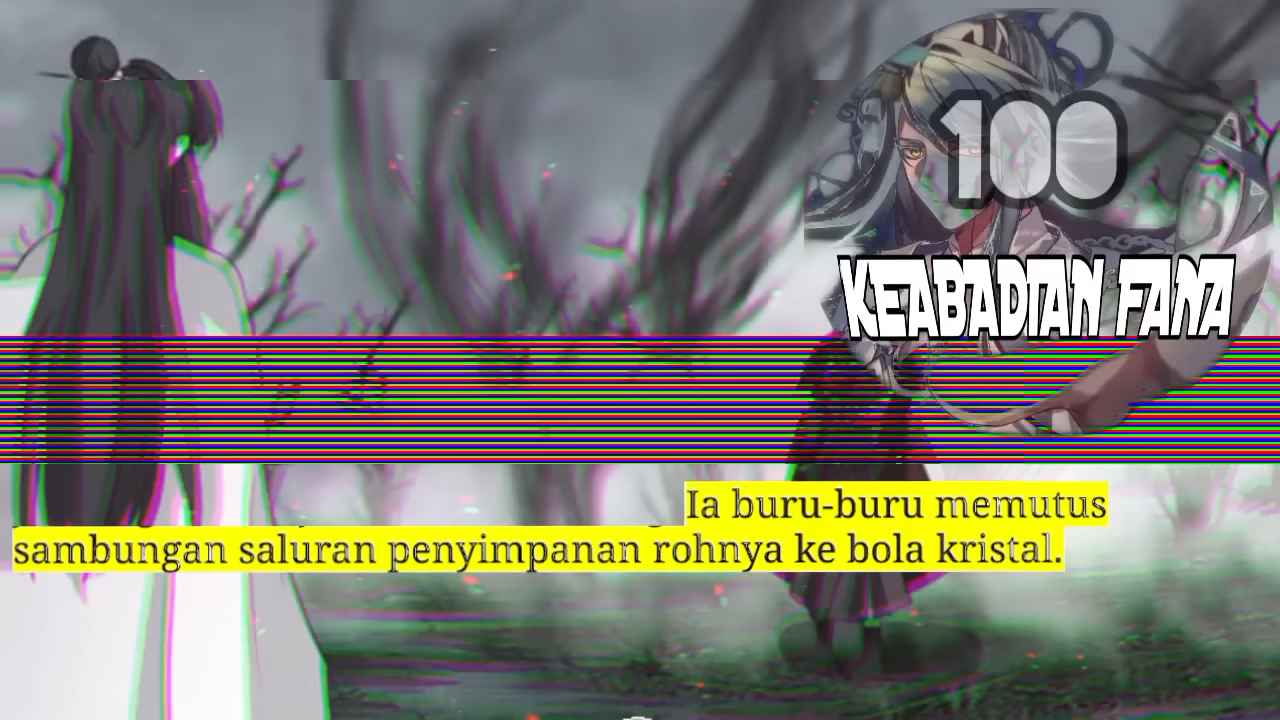 100
KEABADIAN FANA
Ia buru-buru memutus
sambungan saluran penyimpanan rohnya ke bola kristal.